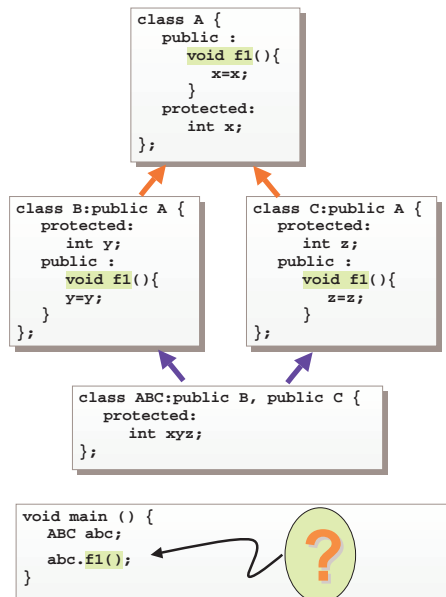 class A {
public :
void f1(){
x=x;
}
protected:
int x;
};
class B:public A {
protected:
int y;
public :
void f1(){
y=y;
}
};
class C:public A {
protected:
int z;
public :
void f1(){
z=z;
}
};
class ABC:public B, public C {
protected:
int xyz;
};
void main () {
ABC abc;
abc.f1();
}
?